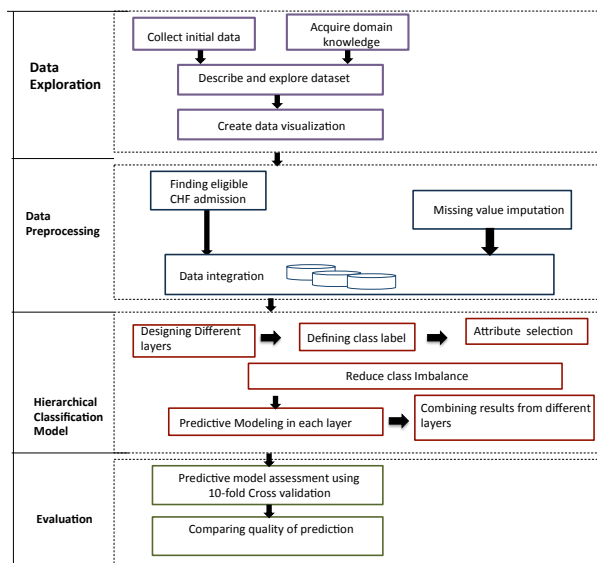 Data
Exploration
Collect initial data
Acquire domain
knowledge
Describe and explore dataset
Create data visualization
Data
Preprocessing
Finding eligible
CHF admission
Missing value imputation
Data integration
Hierarchical
Classification
Model
Designing Different
layers
Defining class label
Attribute selection
Reduce class Imbalance
Predictive Modeling in each layer
Combining results from different
layers
Evaluation
Predictive model assessment using
10-fold Cross validation
Comparing quality of prediction